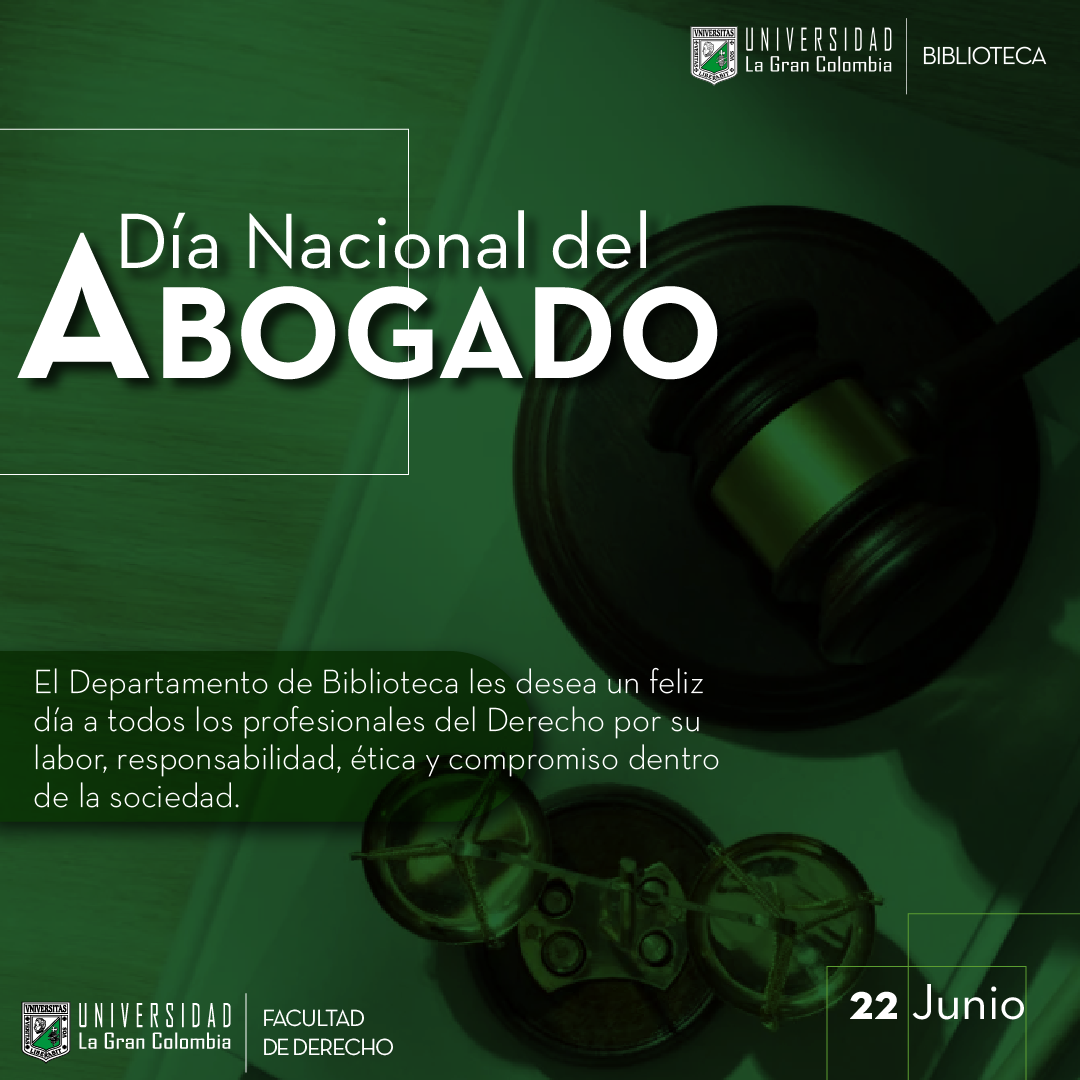 UNIVERSIDAD
La Gran Colombia
BIBLIOTECA
Día Nacional del
ABOGADO
El Departamento de Biblioteca les desea un feliz
día a todos los profesionales del Derecho por su
labor, responsabilidad, ética y compromiso dentro
de la sociedad.
22 Junio
UNIVERSIDAD
La Gran Colombia
FACULTAD
DE DERECHO